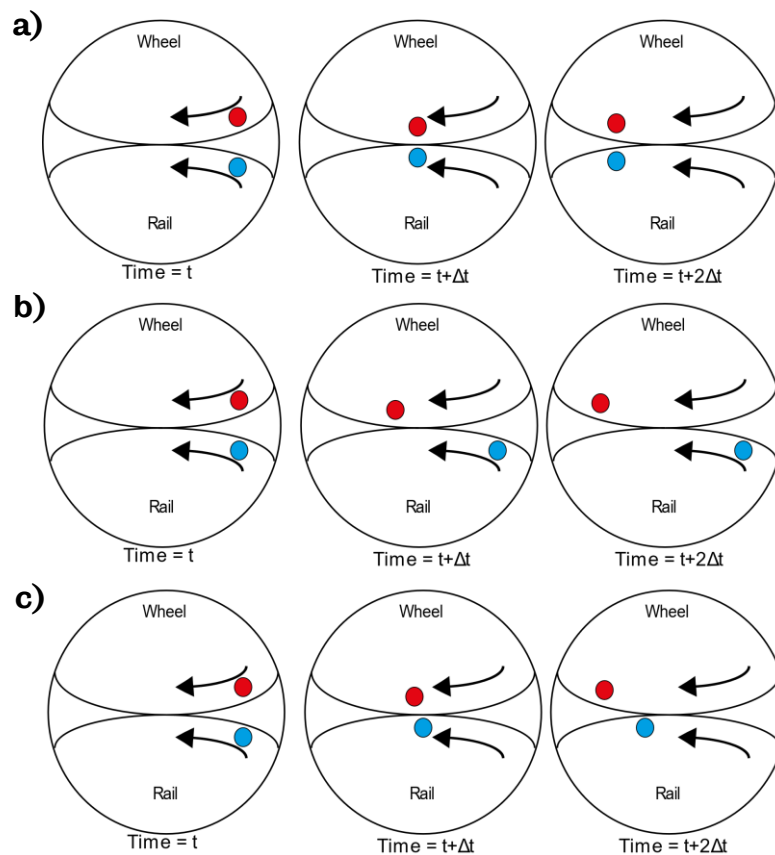 a)
Wheel
Wheel
Wheel
Rail
Rail
Rail
Time = t
Time = t+Δt
Time = t+2Δt
b)
Wheel
Wheel
Wheel
Rail
Rail
Rail
Time = t
Time = t+Δt
Time = t+2Δt
c)
Wheel
Wheel
Wheel
Rail
Rail
Rail
Time = t
Time = t+Δt
Time = t+2Δt